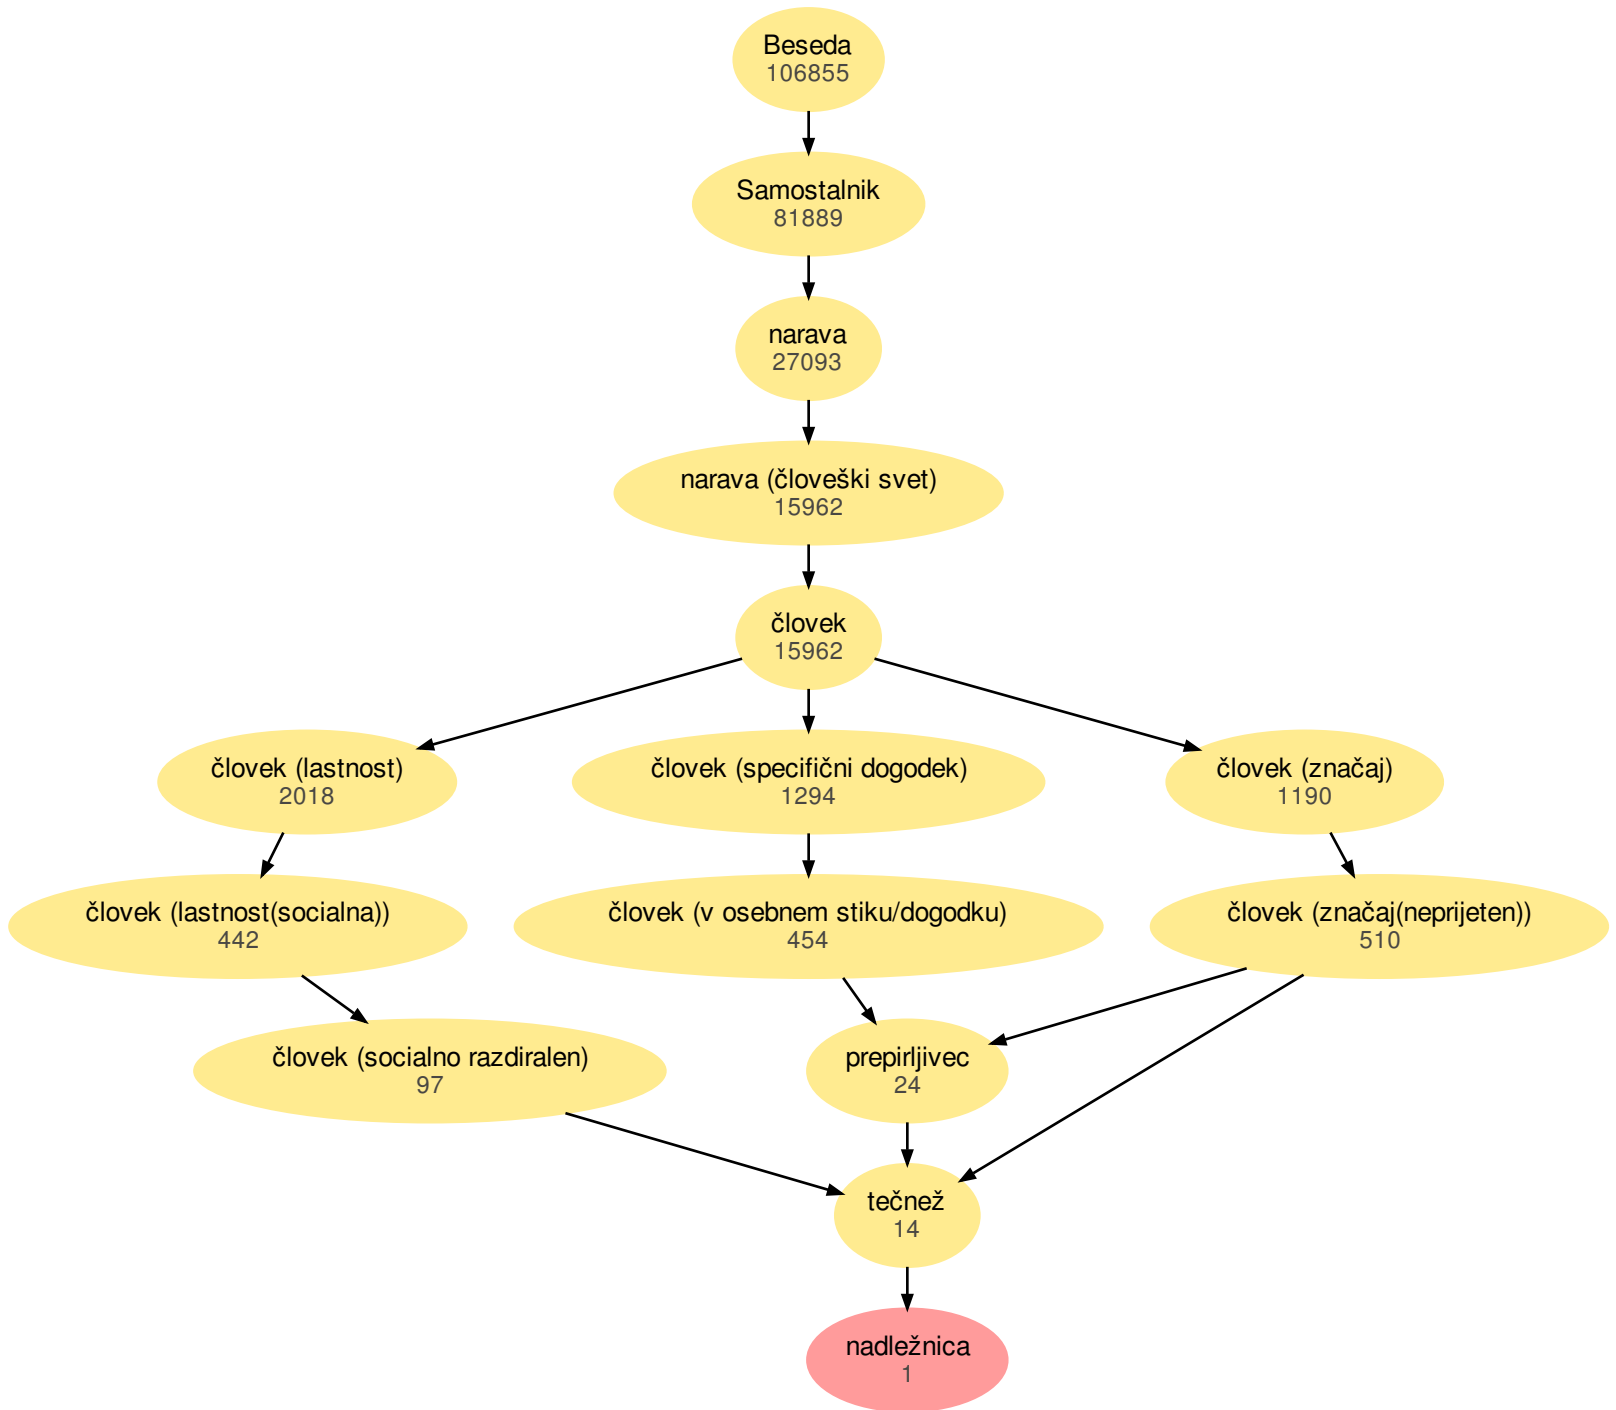 Beseda
106855
Samostalnik
81889
narava
27093
narava (človeški svet)
15962
človek
15962
človek (lastnost)
2018
človek (specifični dogodek)
1294
človek (značaj)
1190
človek (lastnost(socialna))
442
človek (v osebnem stiku/dogodku)
454
človek (značaj(neprijeten))
510
človek (socialno razdiralen)
97
prepirljivec
24
tečnež
14
nadležnica
1